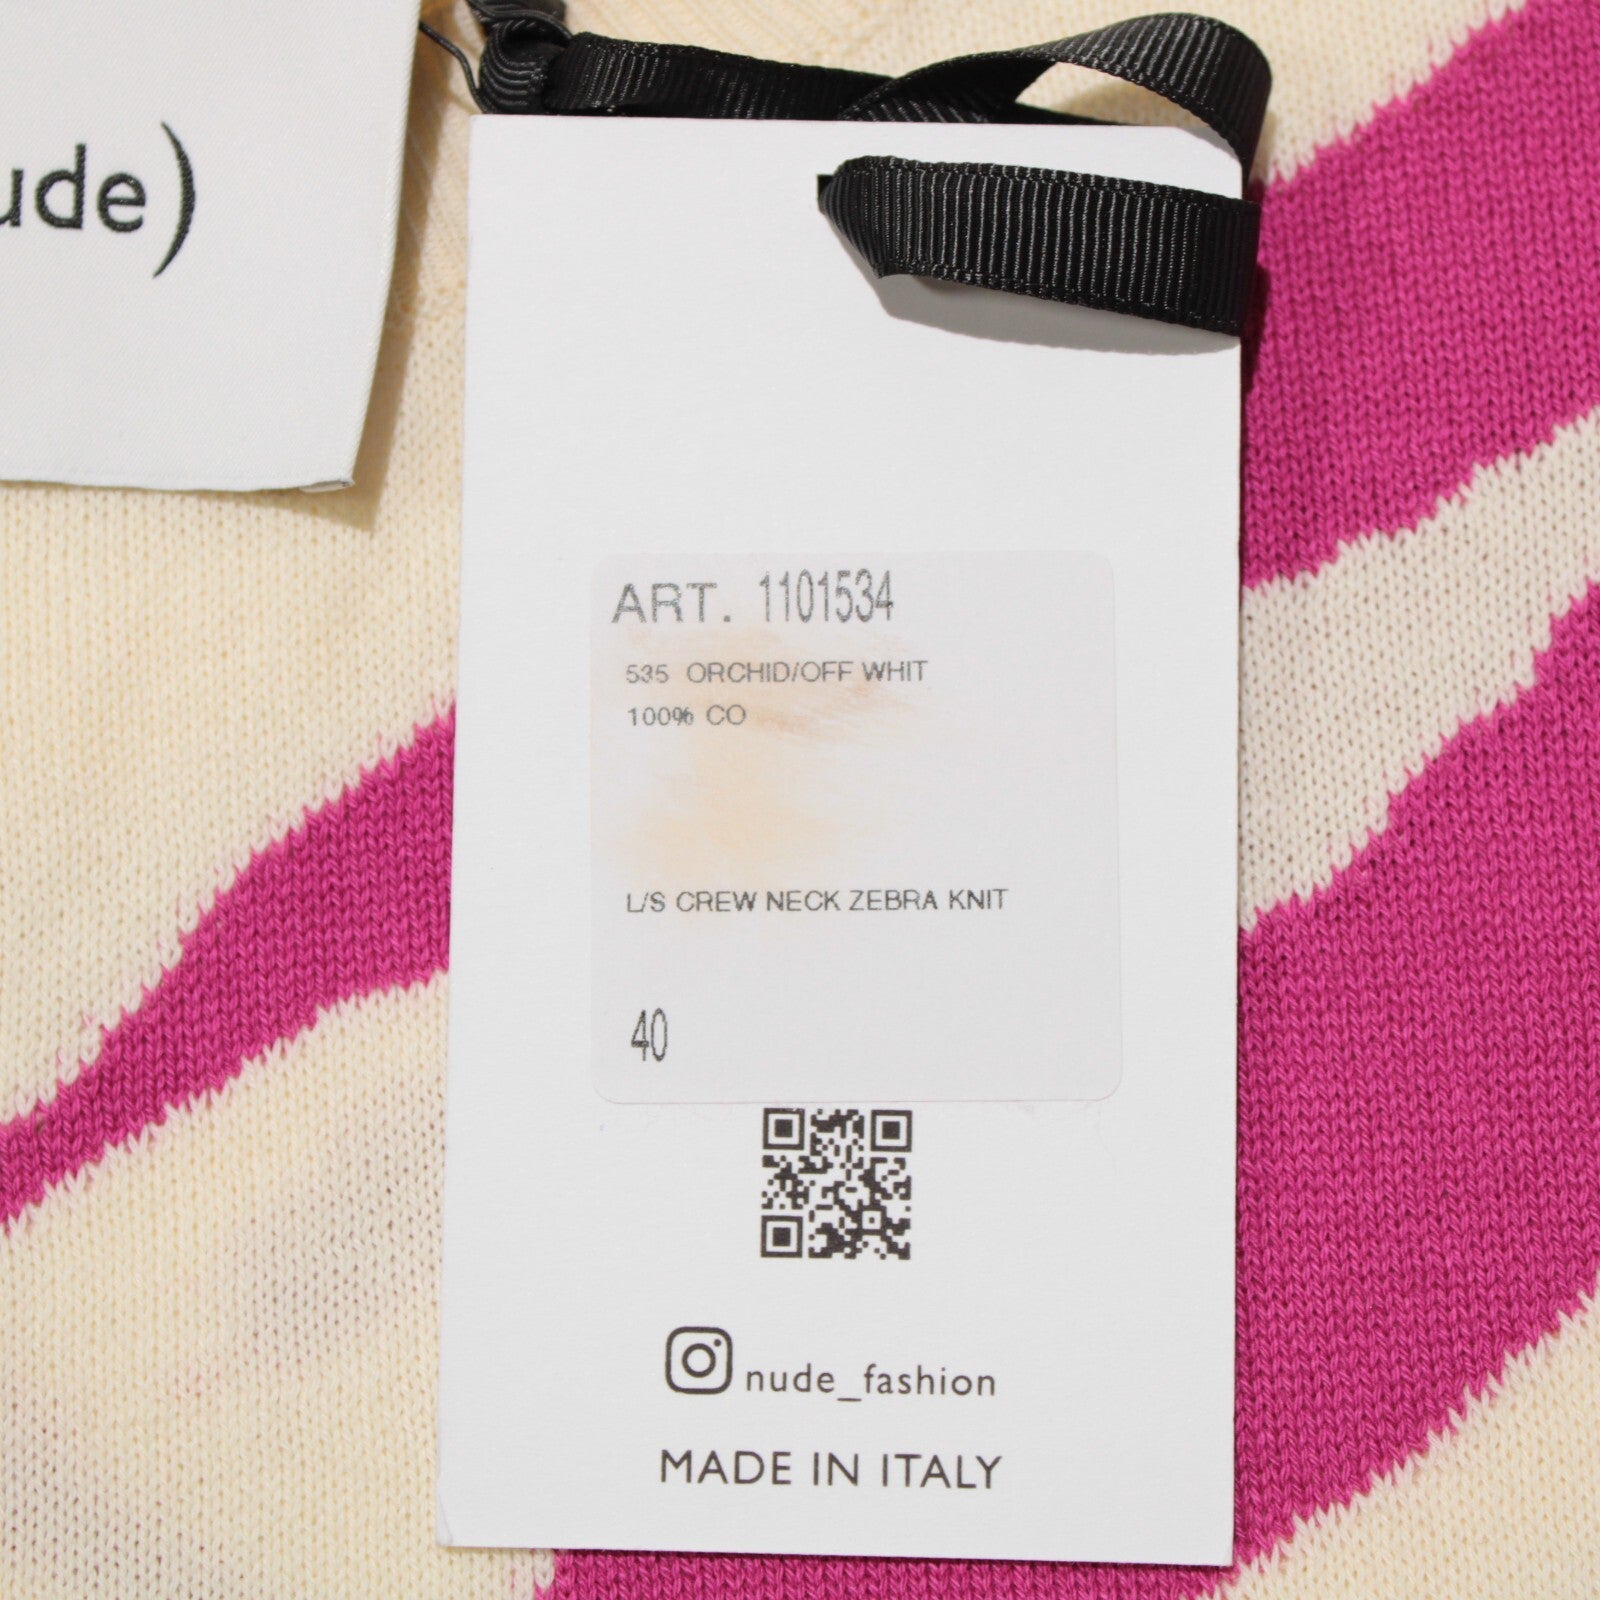 ude)
ART. 1101534
535 ORCHID/OFF WHIT
100% CO
L/S CREW NECK ZEBRA KNIT
40
nude_fashion
MADE IN ITALY